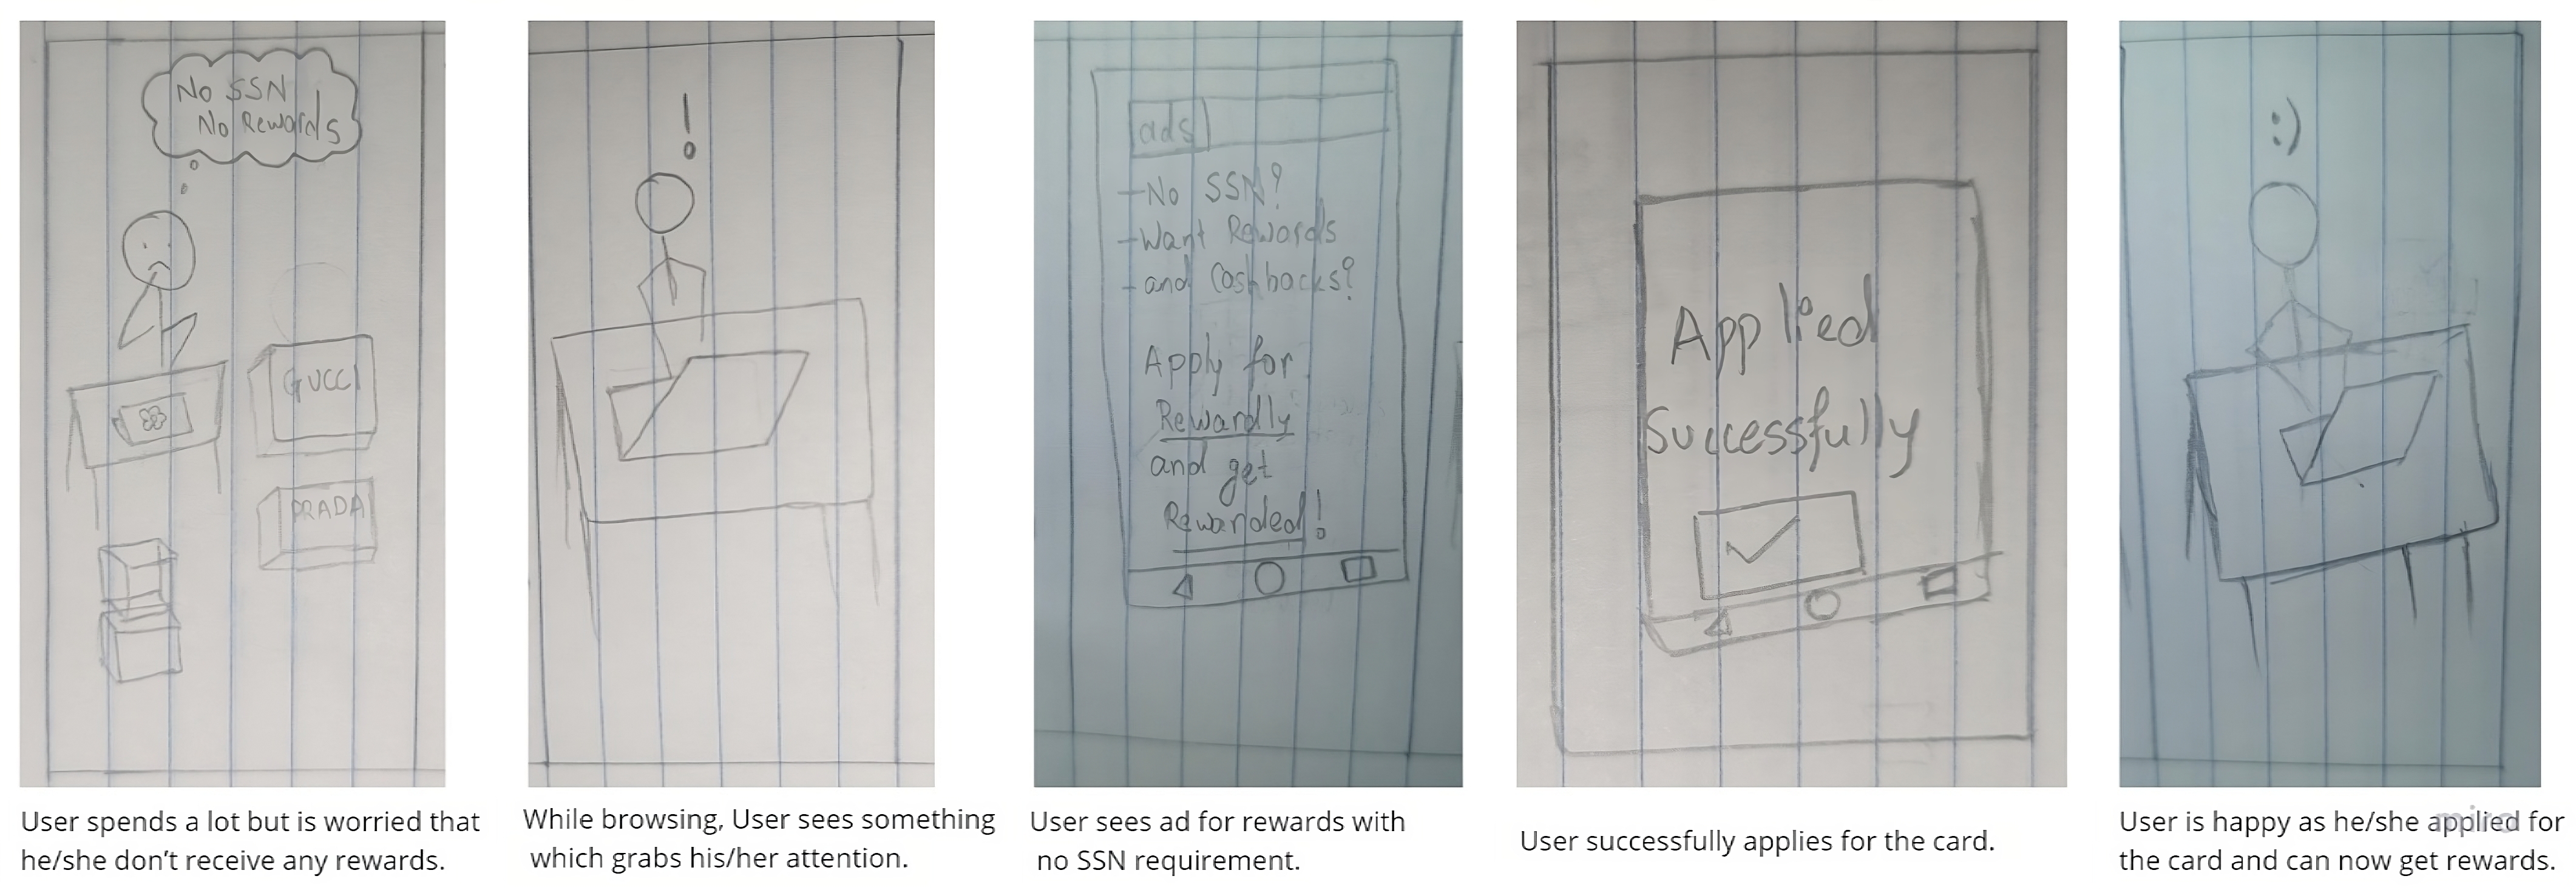 No SSN
No Rewards
GUCCI
PRADA
User spends a lot but is worried that
he/she don't receive any rewards.
!
While browsing, User sees something
which grabs his/her attention.
ads
-No SSN?
-Want Rewards
-and Cashbacks?
Apply for
Rewardly
and get
Rewarded!
User sees ad for rewards with
no SSN requirement.
Applied
Successfully
User successfully applies for the card.
:)
User is happy as he/she applied for
the card and can now get rewards.
miro